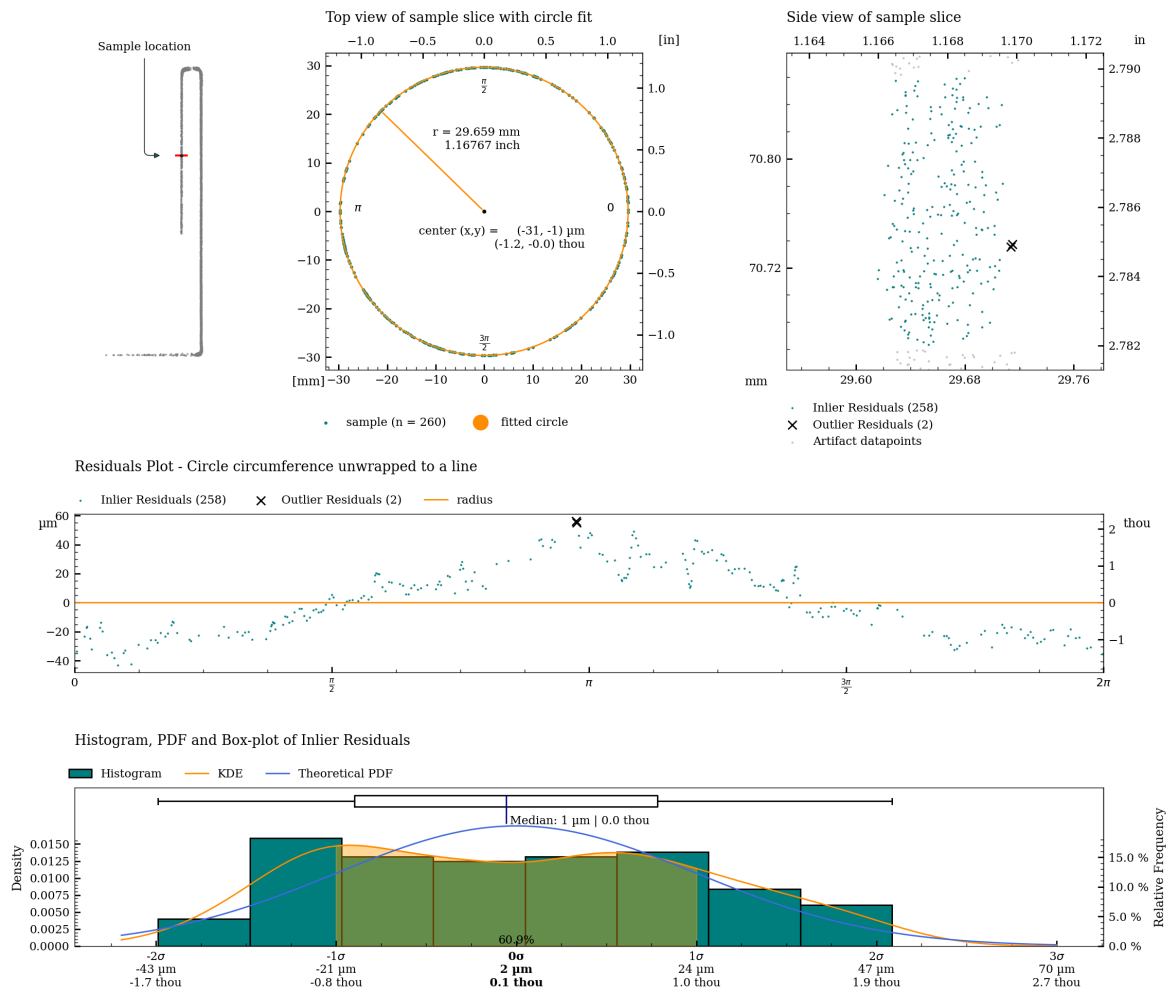 Top view of sample slice with circle fit
Side view of sample slice
Sample location
−1.0 −0.5 0.0 0.5 1.0 [in]
1.164 1.166 1.168 1.170 1.172 in
30
20
10
0
−10
−20
−30
1.0
0.5
0.0
−0.5
−1.0
π/2
r = 29.659 mm
1.16767 inch
π
0
center (x,y) = (-31, -1) µm
(-1.2, -0.0) thou
3π/2
[mm] −30 −20 −10 0 10 20 30
70.80
70.72
2.790
2.788
2.786
2.784
2.782
mm 29.60 29.68 29.76
sample (n = 260) fitted circle
Inlier Residuals (258)
Outlier Residuals (2)
Artifact datapoints
Residuals Plot - Circle circumference unwrapped to a line
Inlier Residuals (258) Outlier Residuals (2) radius
µm
60
40
20
0
−20
−40
thou
2
1
0
−1
0 π/2 π 3π/2 2π
Histogram, PDF and Box-plot of Inlier Residuals
Histogram KDE Theoretical PDF
Median: 1 µm | 0.0 thou
Density
0.0150
0.0125
0.0100
0.0075
0.0050
0.0025
0.0000
Relative Frequency
15.0 %
10.0 %
5.0 %
0.0 %
60.9%
-2σ -1σ 0σ 1σ 2σ 3σ
-43 µm -21 µm 2 µm 24 µm 47 µm 70 µm
-1.7 thou -0.8 thou 0.1 thou 1.0 thou 1.9 thou 2.7 thou